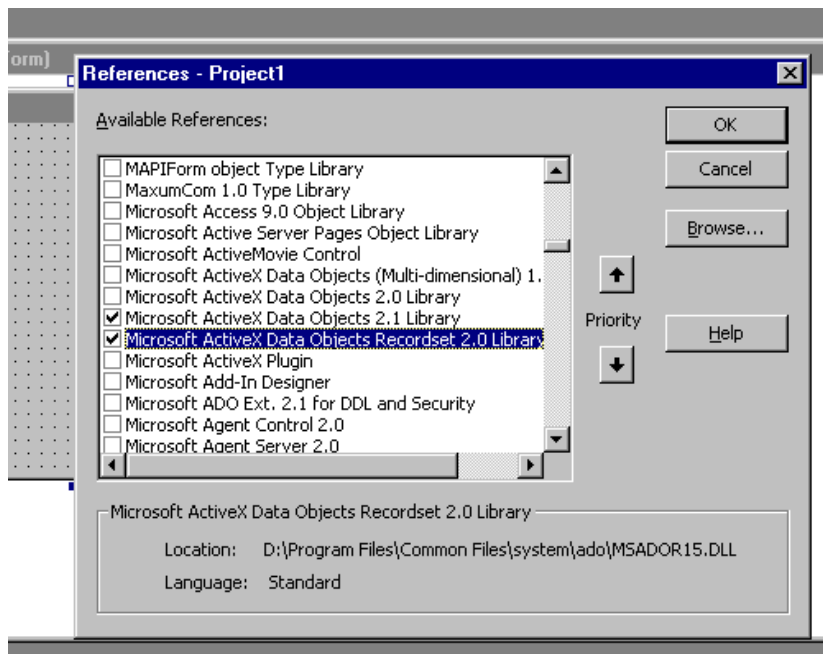 orm)
References - Project1
Available References:
OK
MAPIForm object Type Library
Cancel
MaxumCom 1.0 Type Library
Microsoft Access 9.0 Object Library
Browse...
Microsoft Active Server Pages Object Library
Microsoft ActiveMovie Control
Microsoft ActiveX Data Objects (Multi-dimensional) 1.
Microsoft ActiveX Data Objects 2.0 Library
Microsoft ActiveX Data Objects 2.1 Library
Priority
Microsoft ActiveX Data Objects Recordset 2.0 Library
Help
Microsoft ActiveX Plugin
Microsoft Add-In Designer
Microsoft ADO Ext. 2.1 for DDL and Security
Microsoft Agent Control 2.0
Microsoft Agent Server 2.0
Microsoft ActiveX Data Objects Recordset 2.0 Library
Location: D:\Program Files\Common Files\system\ado\MSADOR15.DLL
Language: Standard